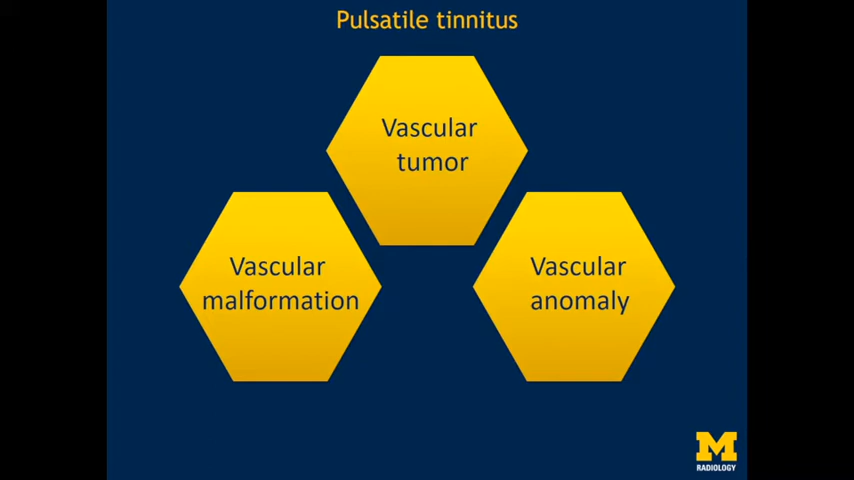 Pulsatile tinnitus
Vascular
tumor
Vascular
malformation
Vascular
anomaly
M
RADIOLOGY